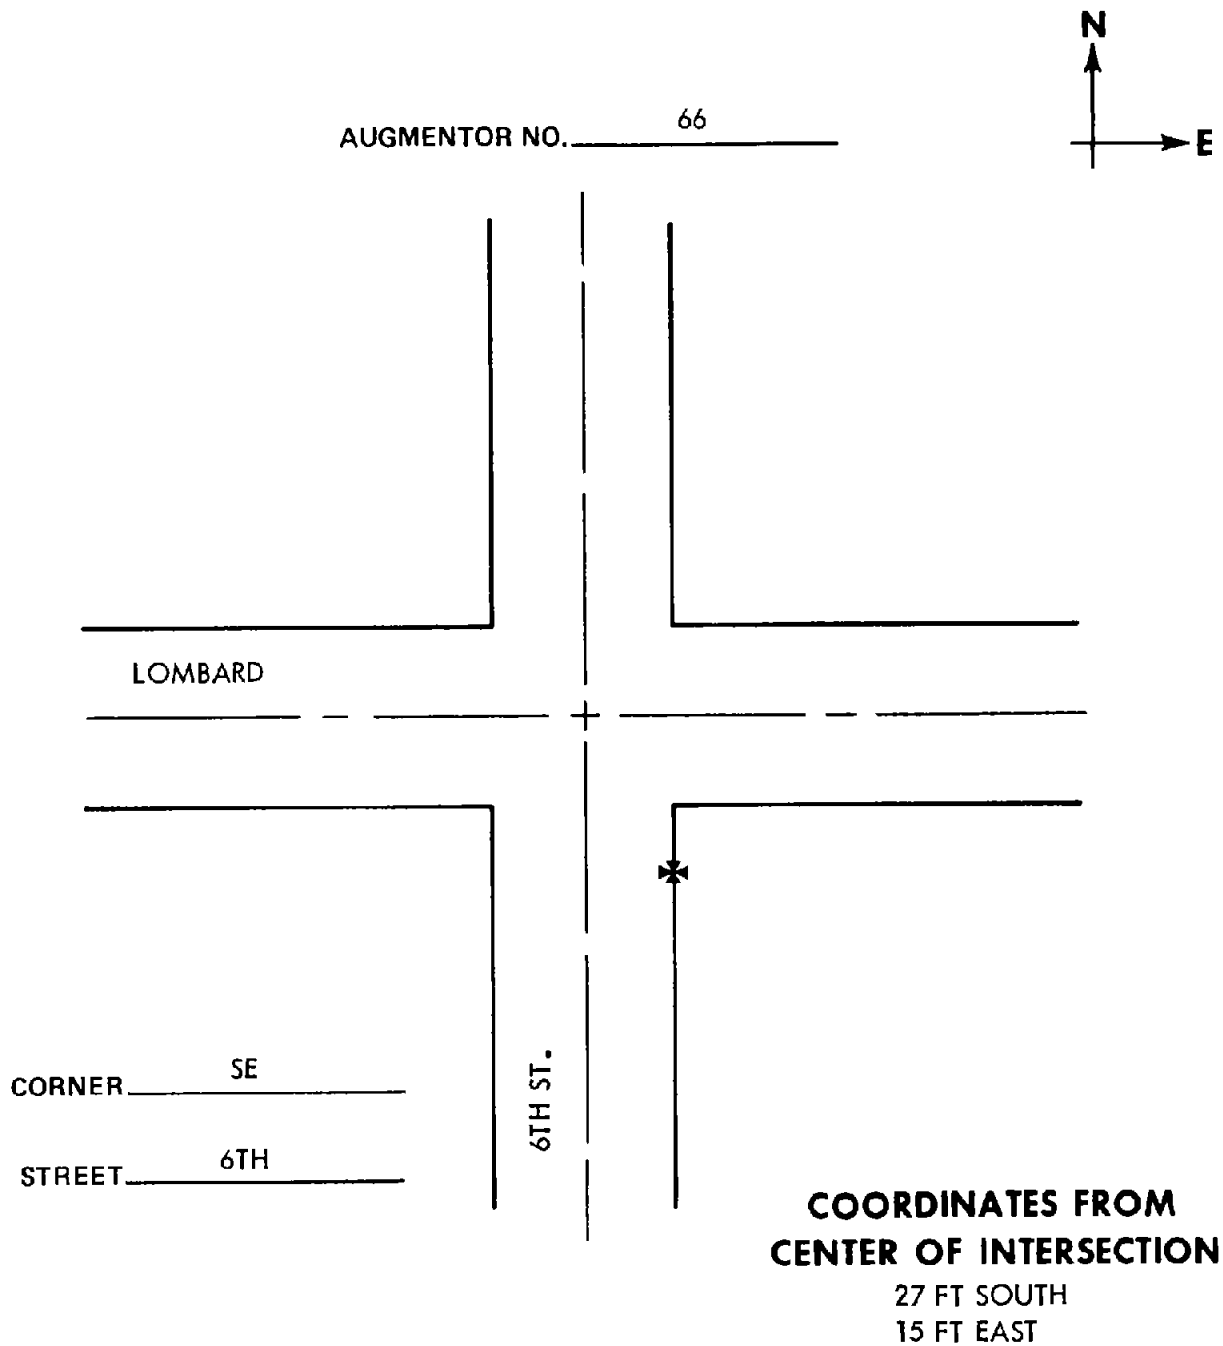 N
E
AUGMENTOR NO. 66
LOMBARD
6TH ST.
CORNER SE
STREET 6TH
COORDINATES FROM
CENTER OF INTERSECTION
27 FT SOUTH
15 FT EAST